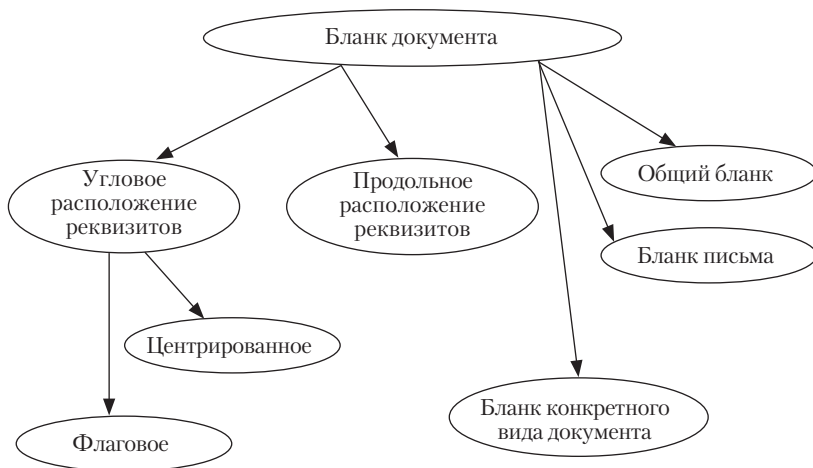 Бланк документа
Угловое
расположение
реквизитов
Продольное
расположение
реквизитов
Общий бланк
Бланк письма
Центрированное
Бланк конкретного
вида документа
Флаговое